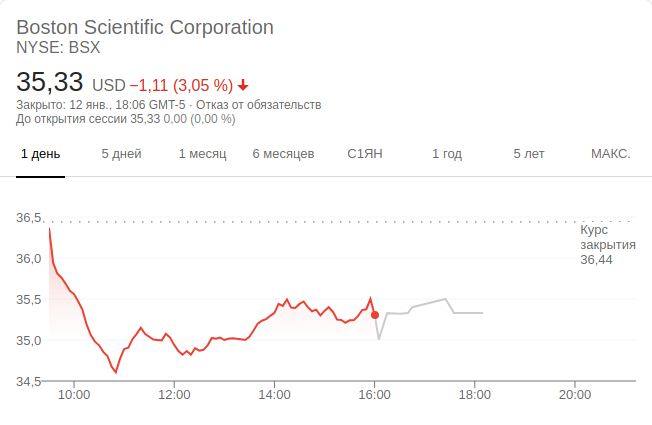 Boston Scientific Corporation
NYSE: BSX
35,33 USD −1,11 (3,05 %)
Закрыто: 12 янв., 18:06 GMT-5 · Отказ от обязательств
До открытия сессии 35,33 0,00 (0,00 %)
1 день 5 дней 1 месяц 6 месяцев С1ЯН 1 год 5 лет МАКС.
36,5
Курс
закрытия
36,44
36,0
35,5
35,0
34,5
10:00 12:00 14:00 16:00 18:00 20:00